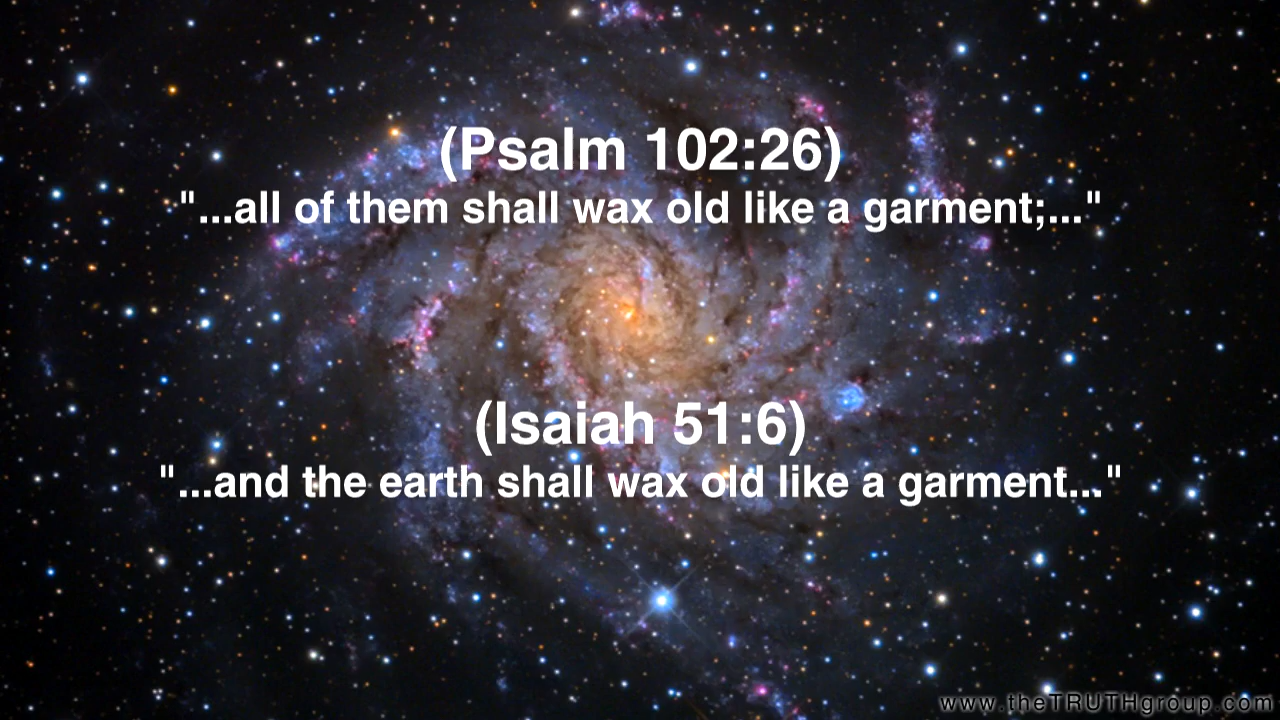 (Psalm 102:26)
"...all of them shall wax old like a garment;..."
(Isaiah 51:6)
"...and the earth shall wax old like a garment..."
www.theTRUTHgroup.com